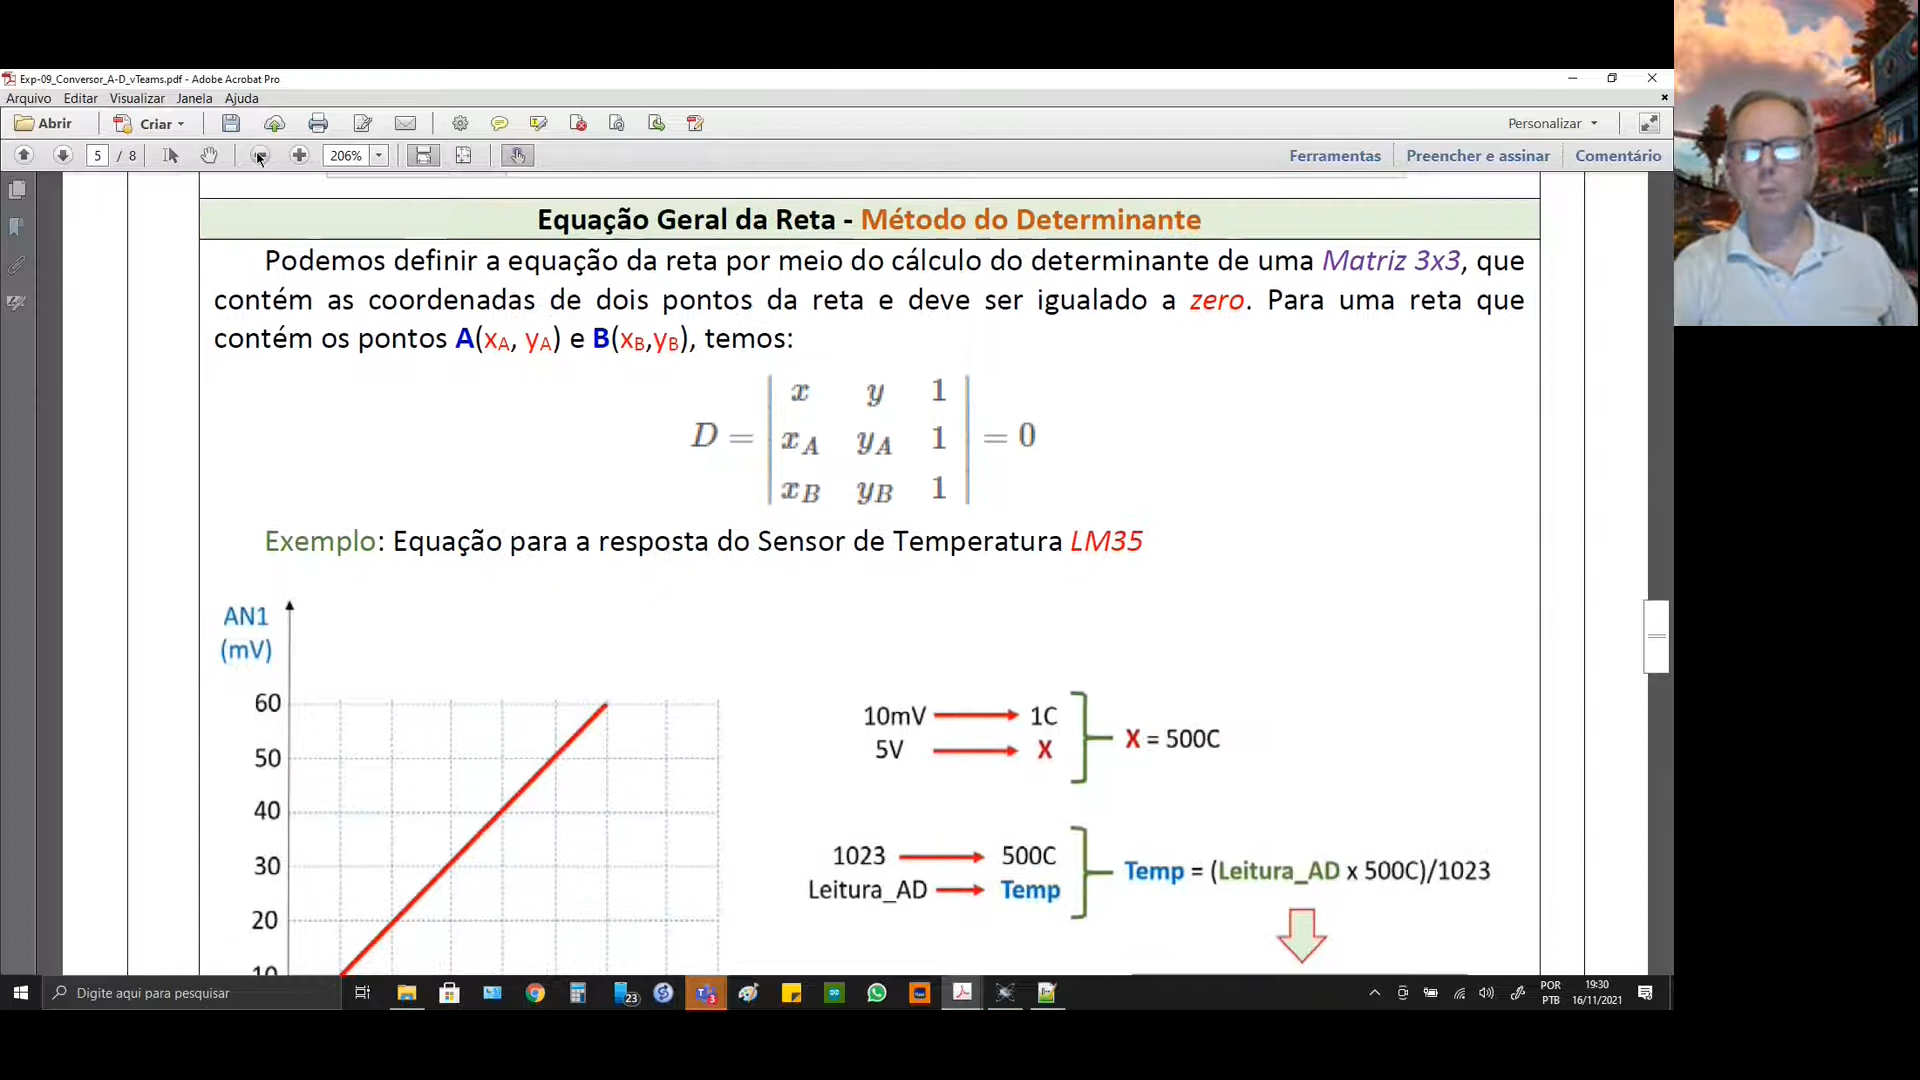 Exp-09_Conversor_A-D_vTeams.pdf - Adobe Acrobat Pro
Arquivo Editar Visualizar Janela Ajuda
Abrir Criar Personalizar
5 / 8 206% Ferramentas Preencher e assinar Comentário
Equação Geral da Reta - Método do Determinante
Podemos definir a equação da reta por meio do cálculo do determinante de uma Matriz 3x3, que
contém as coordenadas de dois pontos da reta e deve ser igualado a zero. Para uma reta que
contém os pontos A(xA, yA) e B(xB,yB), temos:
x y 1
D = xA yA 1 = 0
xB yB 1
Exemplo: Equação para a resposta do Sensor de Temperatura LM35
AN1
(mV)
60
50
40
30
20
10
10mV 1C
5V X
X = 500C
1023 500C
Leitura_AD Temp
Temp = (Leitura_AD x 500C)/1023
Digite aqui para pesquisar
23
3
POR
PTB
19:30
16/11/2021